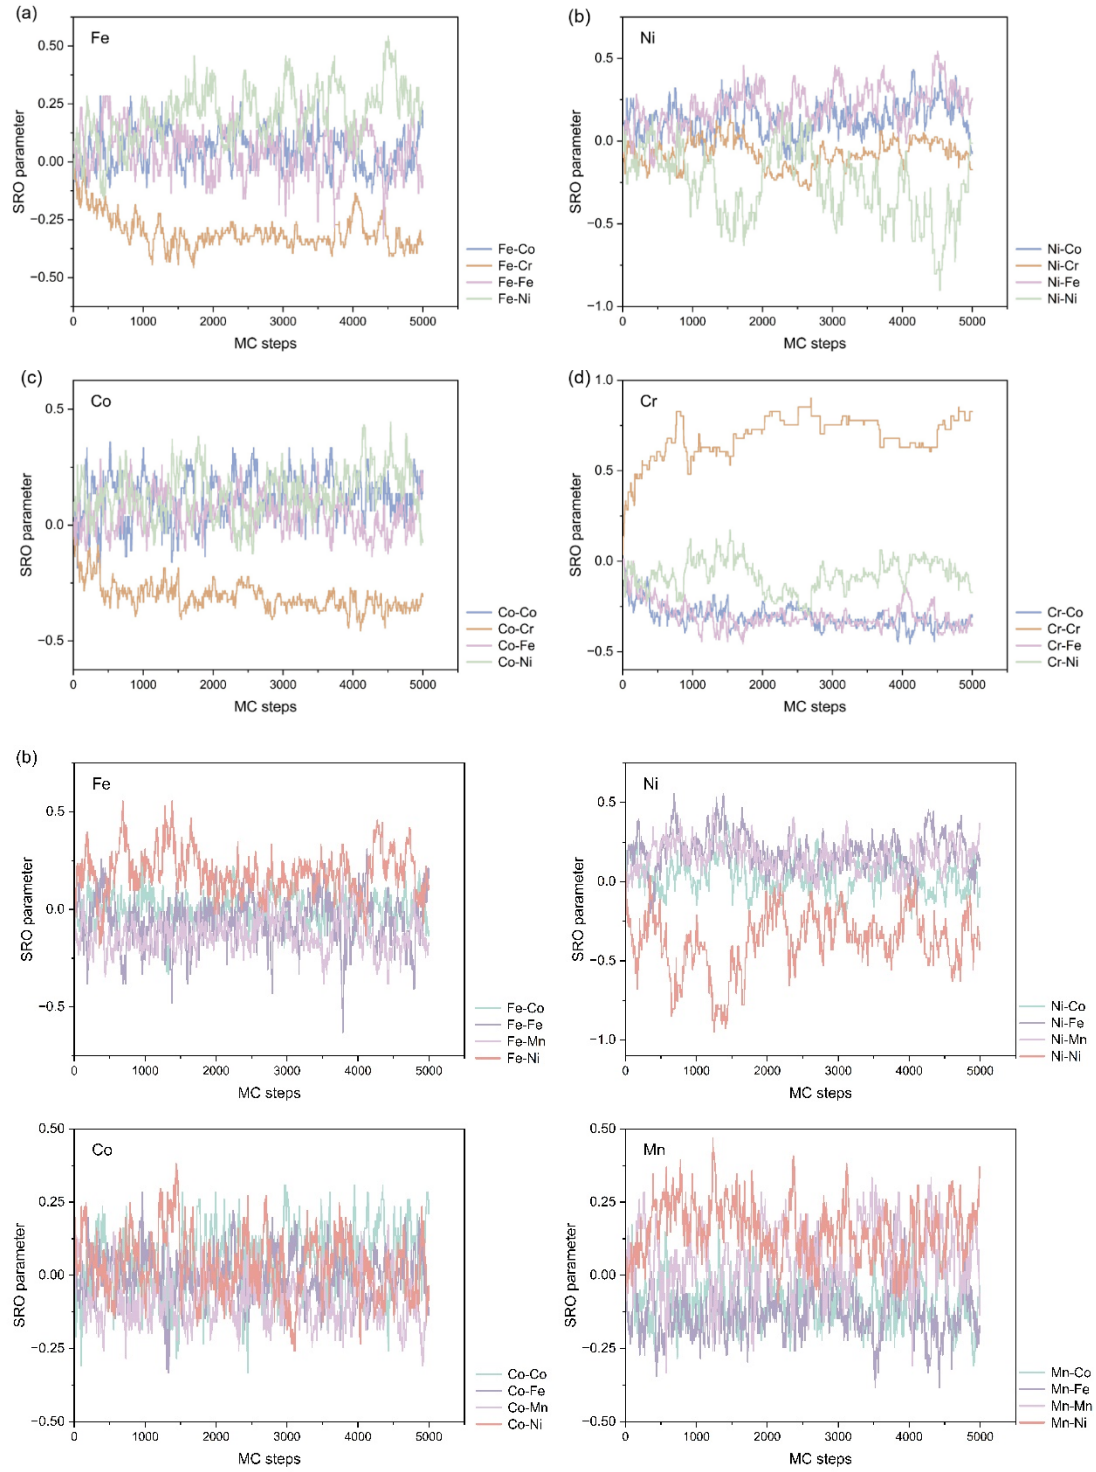 (a)
Fe
0.50
0.25
0.00
−0.25
−0.50
SRO parameter
0 1000 2000 3000 4000 5000
MC steps
Fe-Co
Fe-Cr
Fe-Fe
Fe-Ni
(b)
Ni
0.5
0.0
−0.5
−1.0
SRO parameter
0 1000 2000 3000 4000 5000
MC steps
Ni-Co
Ni-Cr
Ni-Fe
Ni-Ni
(c)
Co
0.5
0.0
−0.5
SRO parameter
0 1000 2000 3000 4000 5000
MC steps
Co-Co
Co-Cr
Co-Fe
Co-Ni
(d)
Cr
1.0
0.5
0.0
−0.5
SRO parameter
0 1000 2000 3000 4000 5000
MC steps
Cr-Co
Cr-Cr
Cr-Fe
Cr-Ni
(b)
Fe
0.5
0.0
−0.5
SRO parameter
0 1000 2000 3000 4000 5000
MC steps
Fe-Co
Fe-Fe
Fe-Mn
Fe-Ni
Ni
0.5
0.0
−0.5
−1.0
SRO parameter
0 1000 2000 3000 4000 5000
MC steps
Ni-Co
Ni-Fe
Ni-Mn
Ni-Ni
Co
0.50
0.25
0.00
−0.25
−0.50
SRO parameter
0 1000 2000 3000 4000 5000
MC steps
Co-Co
Co-Fe
Co-Mn
Co-Ni
Mn
0.50
0.25
0.00
−0.25
−0.50
SRO parameter
0 1000 2000 3000 4000 5000
MC steps
Mn-Co
Mn-Fe
Mn-Mn
Mn-Ni